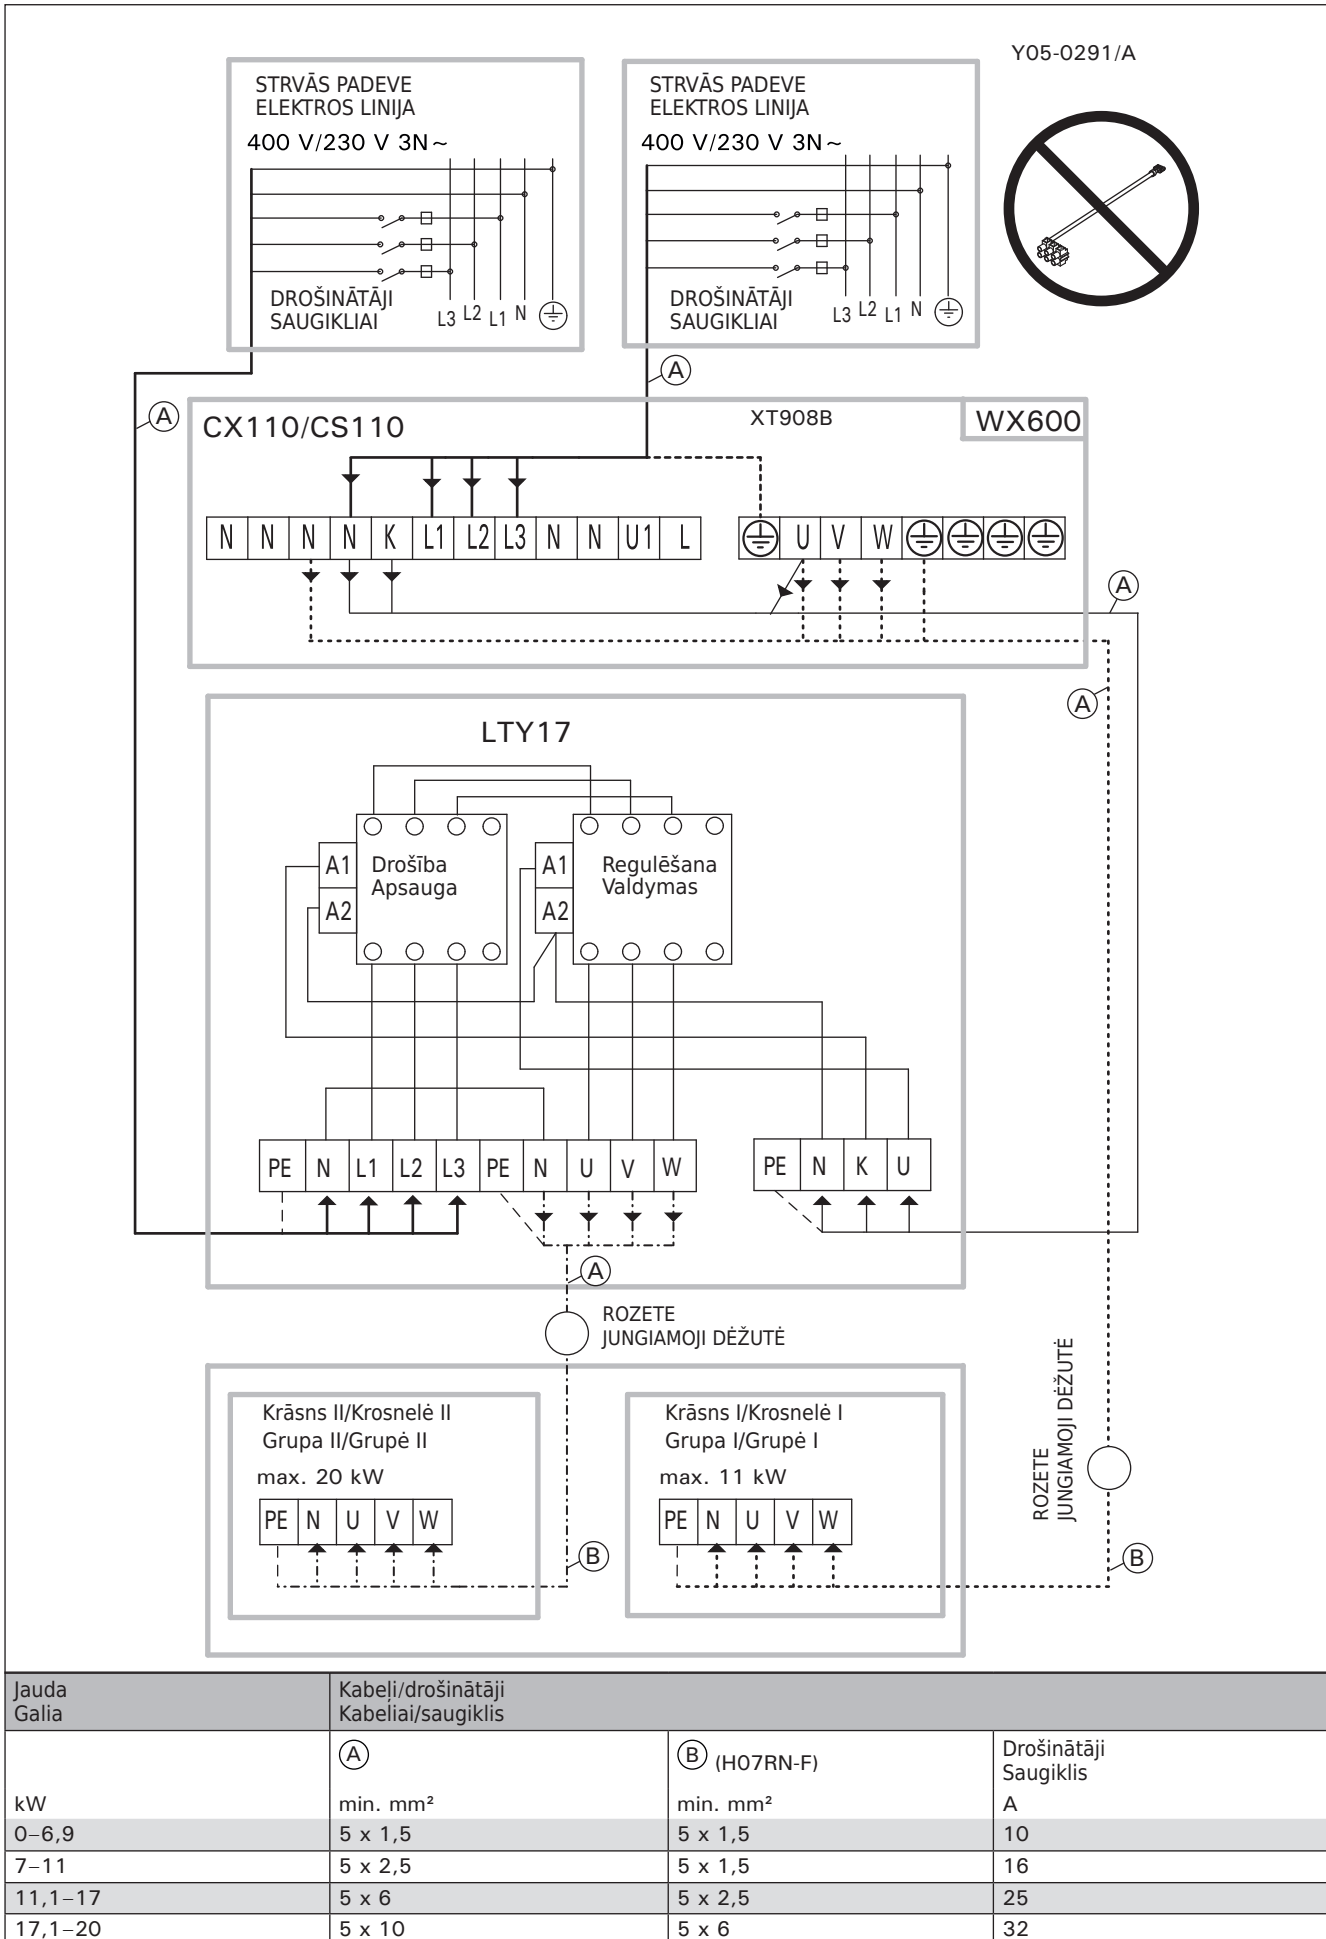 Y05-0291/A
STRVĀS PADEVE
ELEKTROS LINIJA
400 V/230 V 3N~
DROŠINĀTĀJI
SAUGIKLIAI
L3 L2 L1 N
STRVĀS PADEVE
ELEKTROS LINIJA
400 V/230 V 3N~
DROŠINĀTĀJI
SAUGIKLIAI
L3 L2 L1 N
A
A
CX110/CS110
XT908B
WX600
N N N N K L1 L2 L3 N N U1 L
U V W
A
A
LTY17
A1
A2
Drošība
Apsauga
A1
A2
Regulēšana
Valdymas
PE N L1 L2 L3 PE N U V W
PE N K U
A
ROZETE
JUNGIAMOJI DĖŽUTĖ
ROZETE
JUNGIAMOJI DĖŽUTĖ
Krāsns II/Krosnelė II
Grupa II/Grupė II
max. 20 kW
PE N U V W
B
Krāsns I/Krosnelė I
Grupa I/Grupė I
max. 11 kW
PE N U V W
B
Jauda
Galia
Kabeļi/drošinātāji
Kabeliai/saugiklis
A
B (H07RN-F)
Drošinātāji
Saugiklis
kW min. mm² min. mm² A
0–6,9 5 x 1,5 5 x 1,5 10
7–11 5 x 2,5 5 x 1,5 16
11,1–17 5 x 6 5 x 2,5 25
17,1–20 5 x 10 5 x 6 32